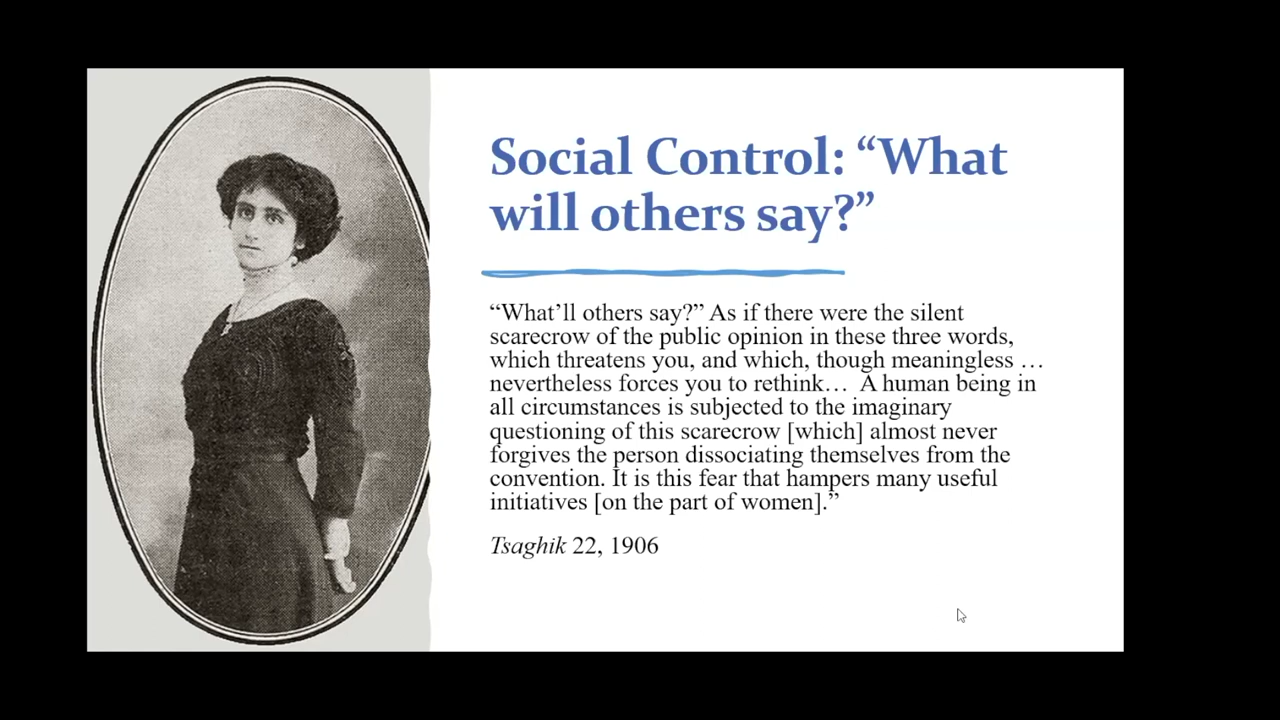 Social Control: “What
will others say?”
“What’ll others say?” As if there were the silent
scarecrow of the public opinion in these three words,
which threatens you, and which, though meaningless …
nevertheless forces you to rethink… A human being in
all circumstances is subjected to the imaginary
questioning of this scarecrow [which] almost never
forgives the person dissociating themselves from the
convention. It is this fear that hampers many useful
initiatives [on the part of women].”
Tsaghik 22, 1906